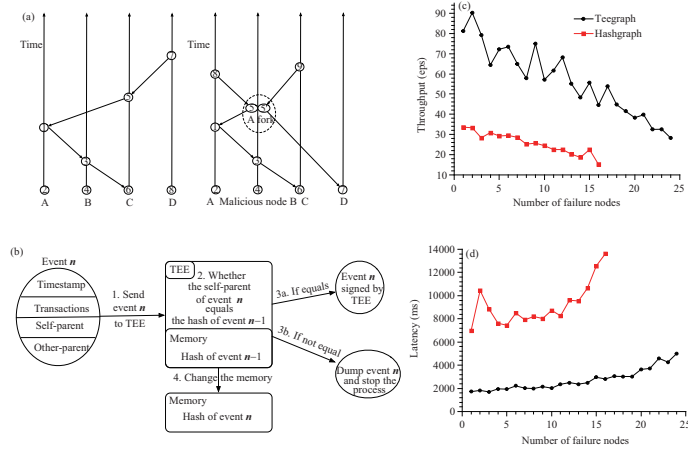 (a)
Time
7
5
1
3
2
4
6
8
A
B
C
D
Time
8
9
5
5
A fork
1
3
2
4
6
7
A
Malicious node B
C
D
(b)
Event n
Timestamp
Transactions
Self-parent
Other-parent
1. Send
event n
to TEE
TEE
2. Whether
the self-parent
of event n
equals
the hash of event n−1
Memory
Hash of event n−1
4. Change the memory
Memory
Hash of event n
3a. If equals
Event n
signed by
TEE
3b. If not equal
Dump event n
and stop the
process
(c)
Teegraph
Hashgraph
Throughput (eps)
90
80
70
60
50
40
30
20
10
0
5
10
15
20
25
Number of failure nodes
(d)
Latency (ms)
14000
12000
10000
8000
6000
4000
2000
0
0
5
10
15
20
25
Number of failure nodes